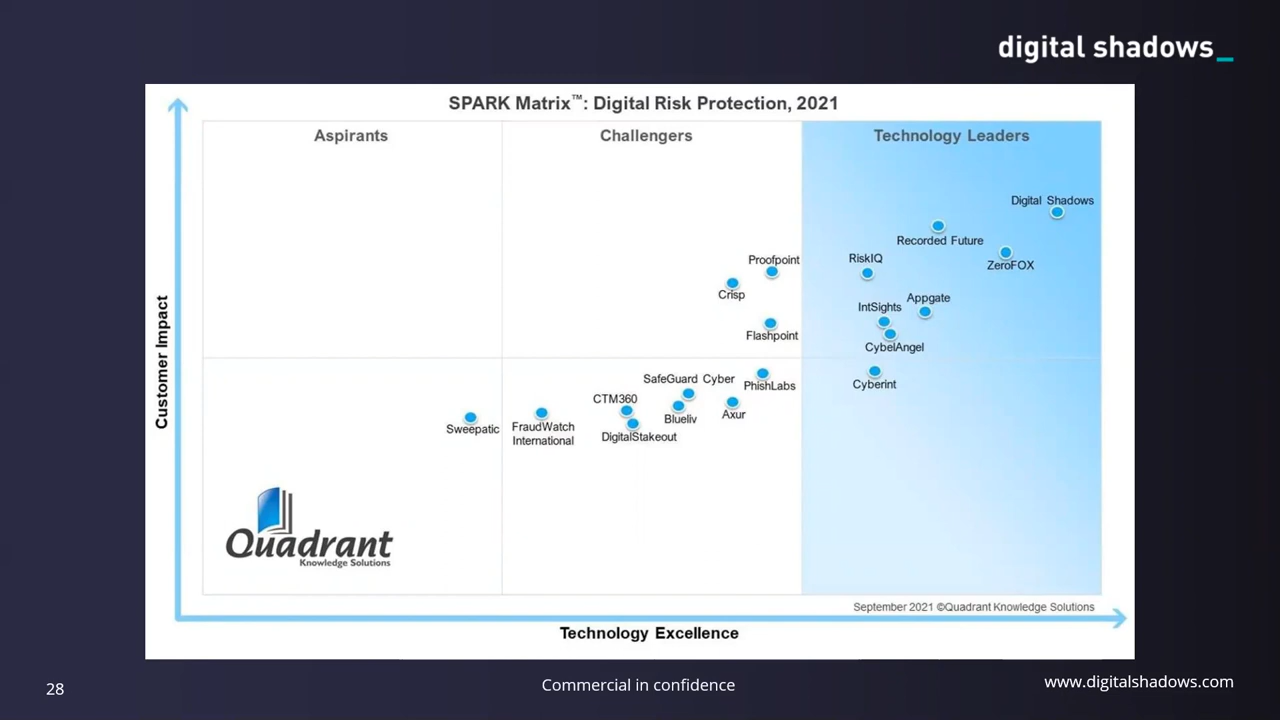 digital shadows_
SPARK Matrix™: Digital Risk Protection, 2021
Aspirants
Challengers
Technology Leaders
Digital Shadows
Recorded Future
ZeroFOX
RiskIQ
Proofpoint
Crisp
Appgate
IntSights
Flashpoint
CybelAngel
SafeGuard Cyber
PhishLabs
Cyberint
CTM360
Blueliv
Axur
Sweepatic
FraudWatch
International
DigitalStakeout
Customer Impact
Quadrant
Knowledge Solutions
September 2021 ©Quadrant Knowledge Solutions
Technology Excellence
28
Commercial in confidence
www.digitalshadows.com